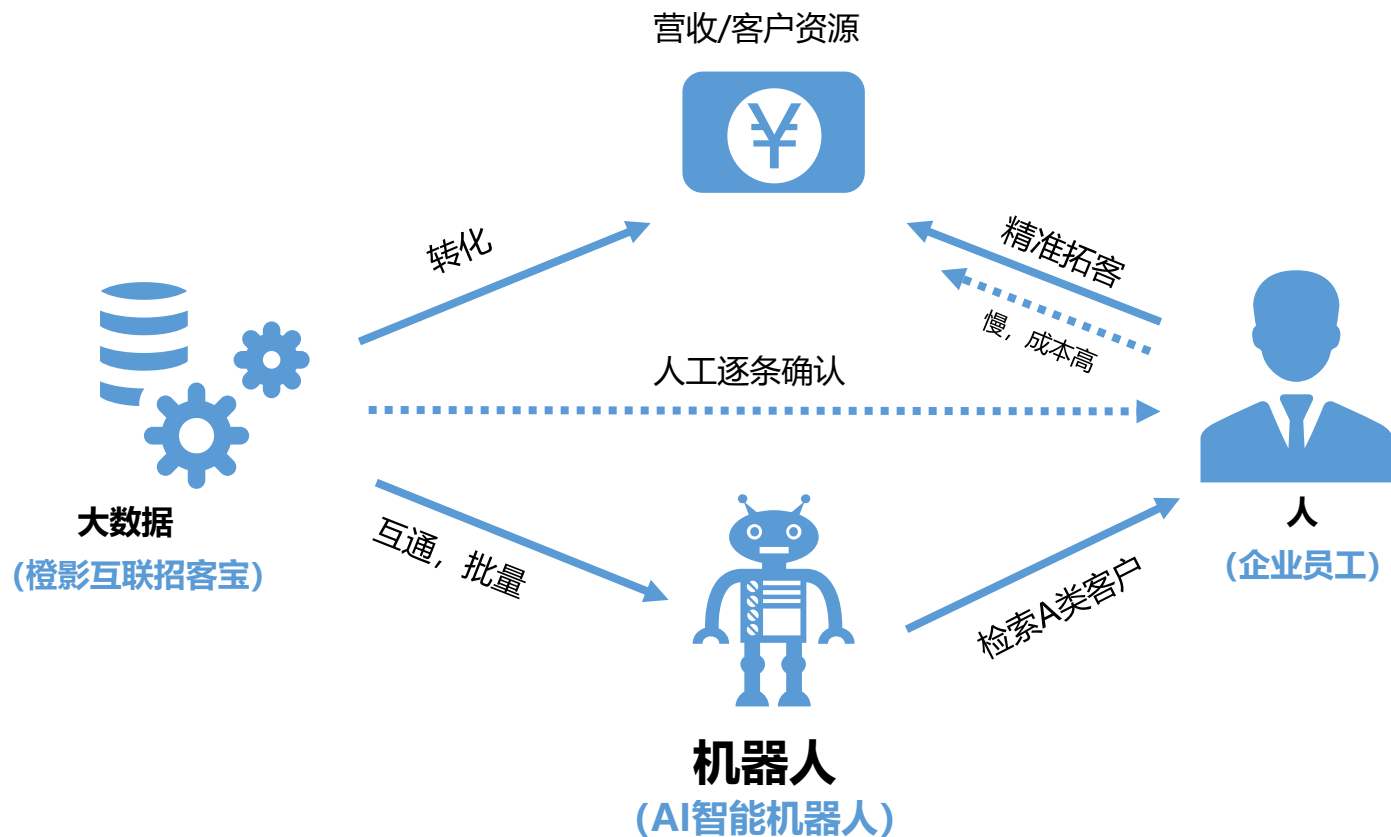 营收/客户资源
¥
转化
精准拓客
慢，成本高
人工逐条确认
大数据
（橙影互联招客宝）
人
（企业员工）
互通，批量
检索A类客户
机器人
（AI智能机器人）